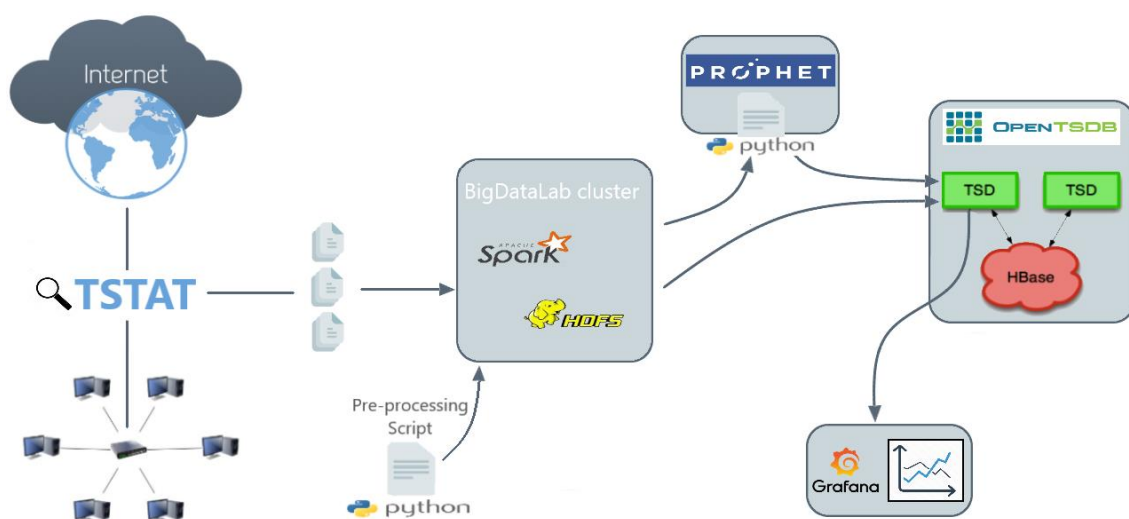 Internet
PROPHET
python
OPENTSDB
BigDataLab cluster
TSD
TSD
APACHE
Spark
HBase
TSTAT
HDFS
Pre-processing
Script
python
Grafana